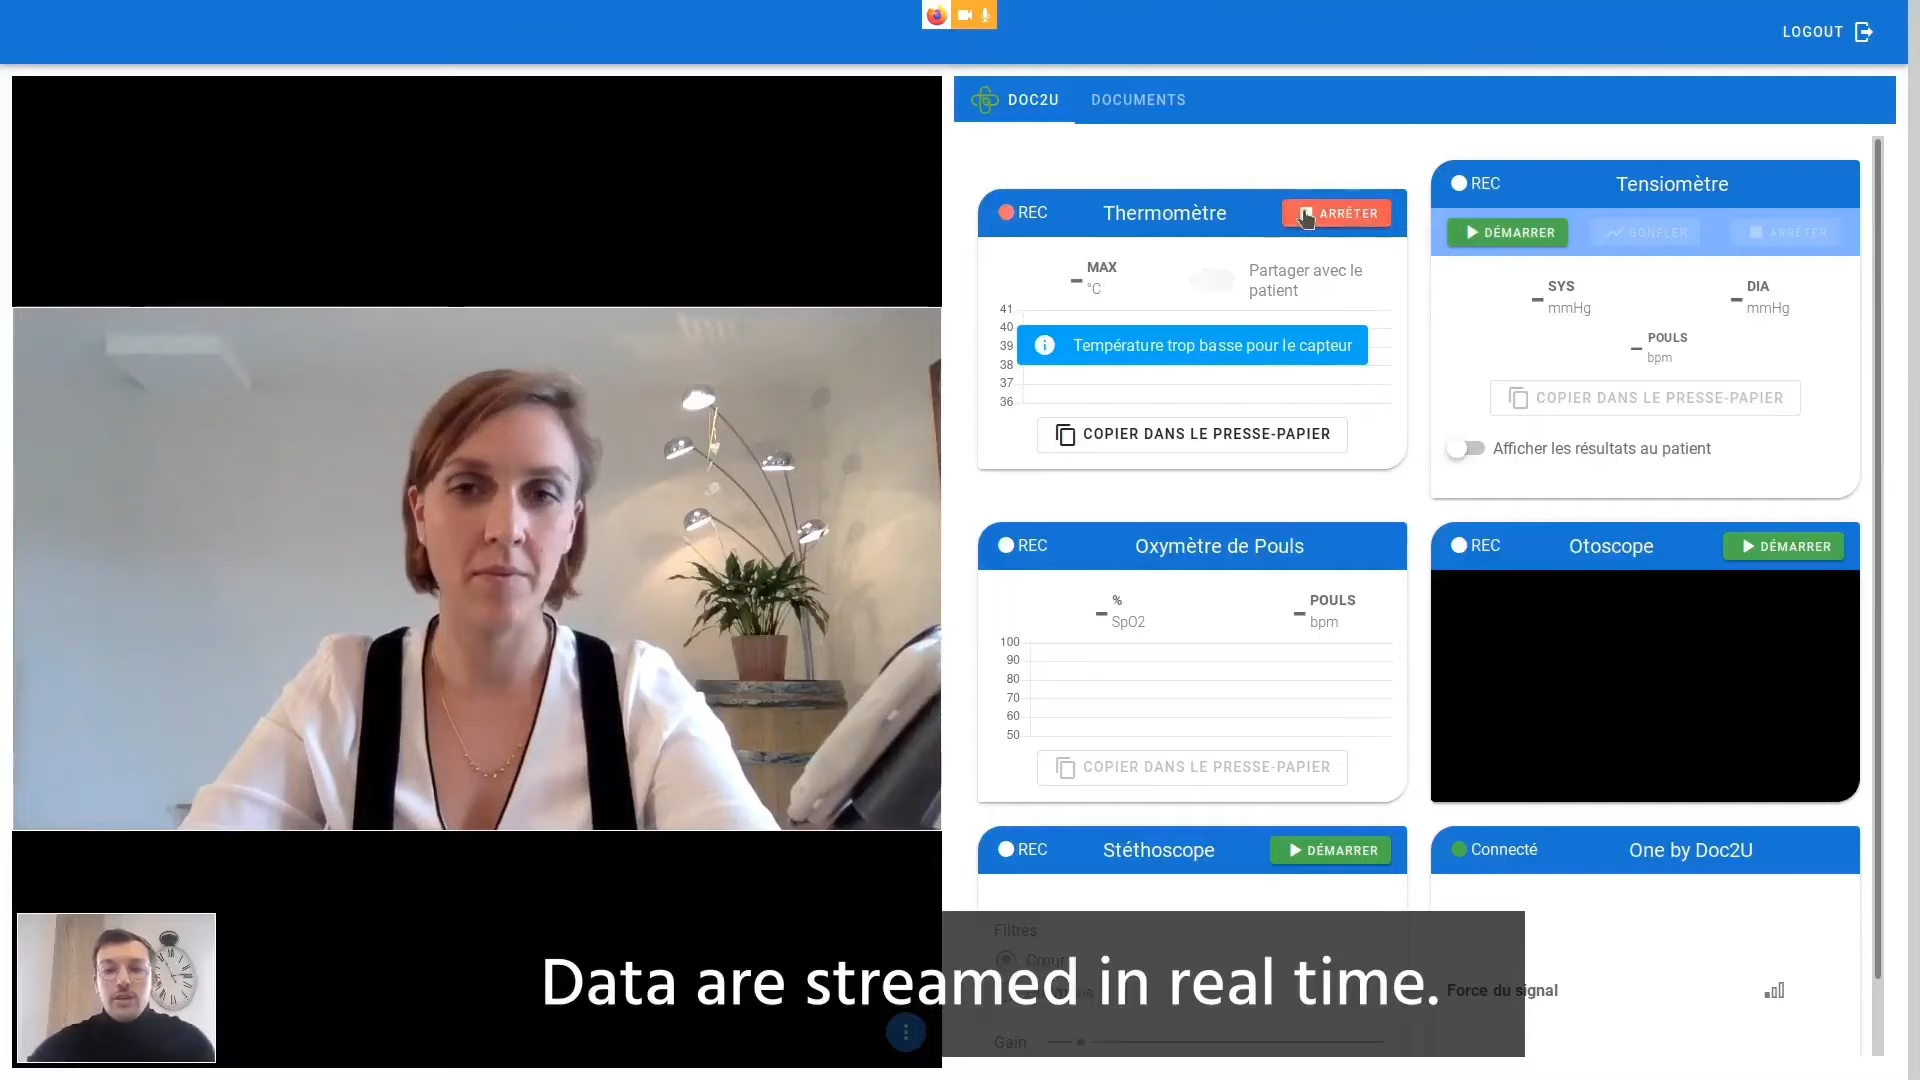 LOGOUT
DOC2U
DOCUMENTS
REC
Thermomètre
ARRÊTER
MAX
°C
Partager avec le
patient
41
40
39
38
37
36
Température trop basse pour le capteur
COPIER DANS LE PRESSE-PAPIER
REC
Tensiomètre
DÉMARRER
GONFLER
ARRÊTER
SYS
mmHg
DIA
mmHg
POULS
bpm
COPIER DANS LE PRESSE-PAPIER
Afficher les résultats au patient
REC
Oxymètre de Pouls
%
SpO2
POULS
bpm
100
90
80
70
60
50
COPIER DANS LE PRESSE-PAPIER
REC
Otoscope
DÉMARRER
REC
Stéthoscope
DÉMARRER
Filtres
Cœur
Gain
Connecté
One by Doc2U
Force du signal
Data are streamed in real time.